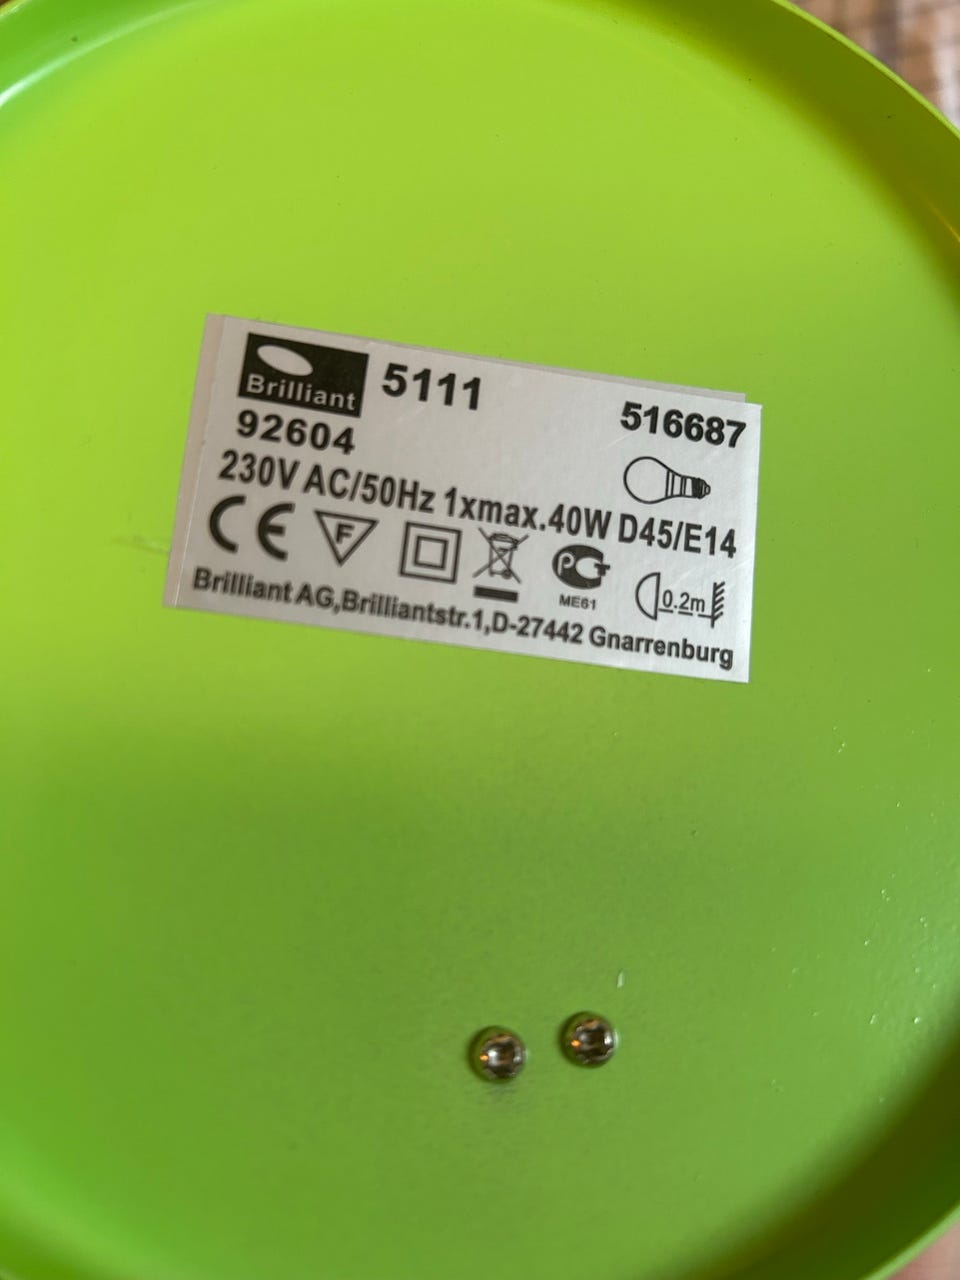 Brilliant 5111 516687
92604
230V AC/50Hz 1xmax.40W D45/E14
CE F PCT 0.2m
ME61
Brilliant AG,Brilliantstr.1,D-27442 Gnarrenburg